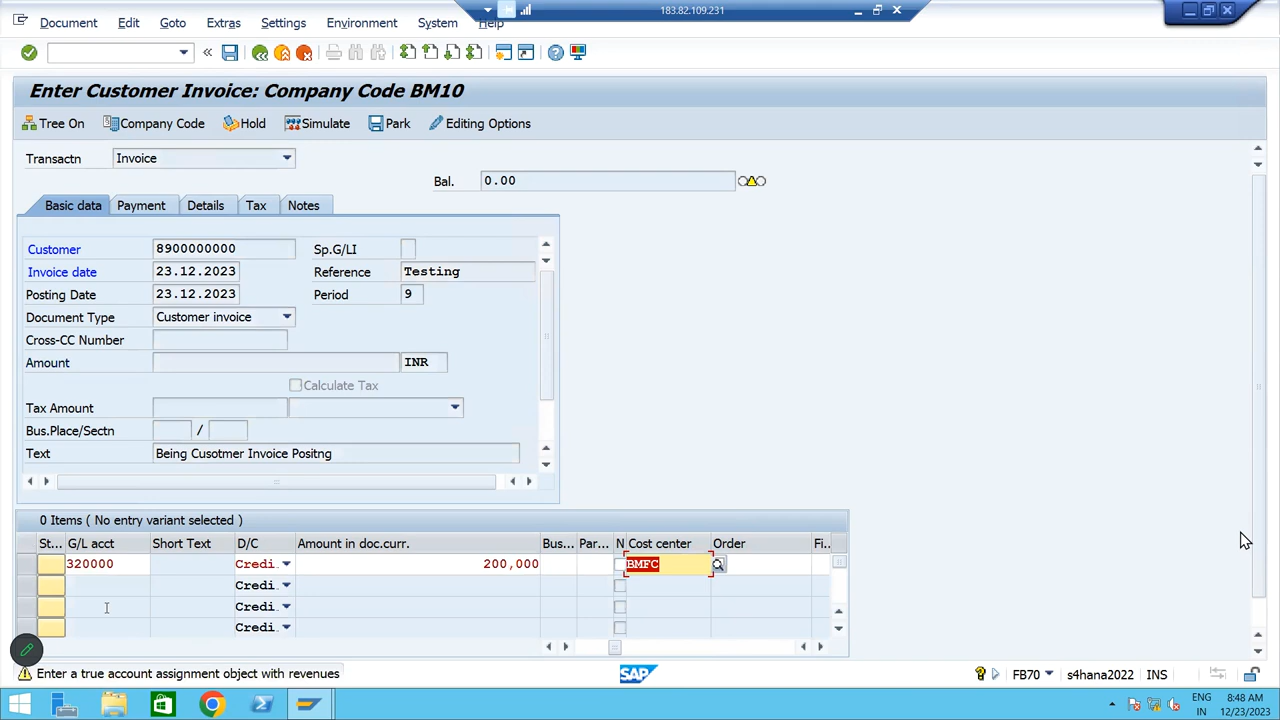 183.82.109.231
Document Edit Goto Extras Settings Environment System Help
Enter Customer Invoice: Company Code BM10
Tree On Company Code Hold Simulate Park Editing Options
Transactn Invoice
Bal. 0.00
Basic data Payment Details Tax Notes
Customer 8900000000 Sp.G/LI
Invoice date 23.12.2023 Reference Testing
Posting Date 23.12.2023 Period 9
Document Type Customer invoice
Cross-CC Number
Amount INR
Calculate Tax
Tax Amount
Bus.Place/Sectn /
Text Being Cusotmer Invoice Positng
0 Items ( No entry variant selected )
St... G/L acct Short Text D/C Amount in doc.curr. Bus... Par... N Cost center Order Fi...
320000 Credi. 200,000 BMFC
Credi.
Credi.
Credi.
Enter a true account assignment object with revenues SAP FB70 s4hana2022 INS
ENG 8:48 AM
IN 12/23/2023